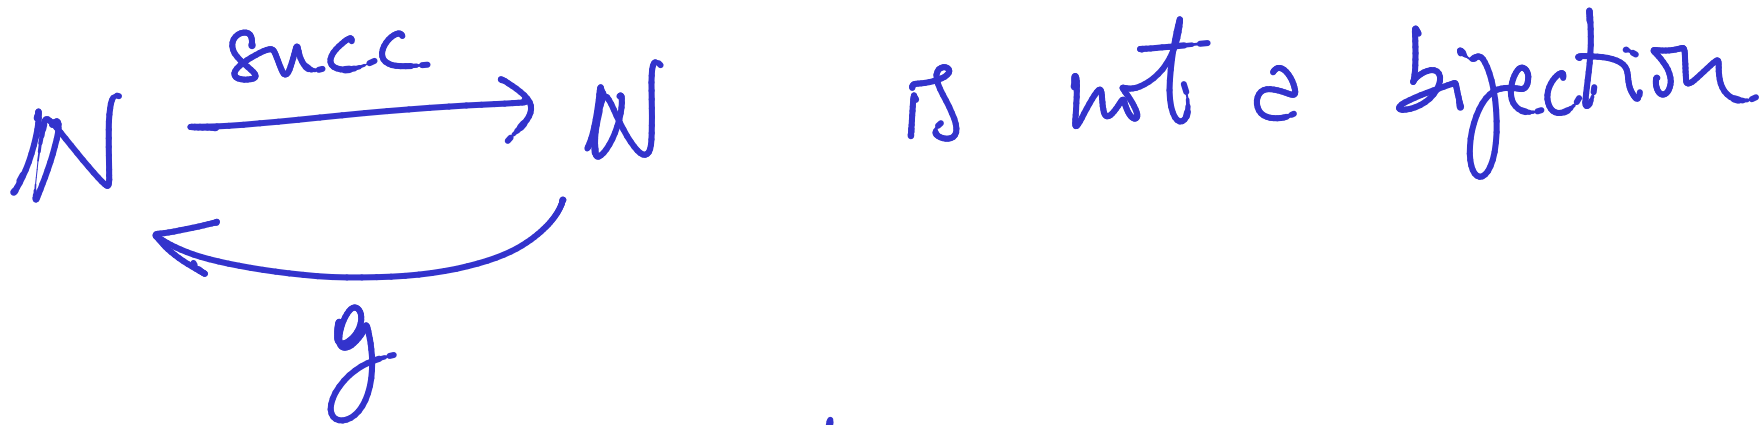 succ
ℕ ⟶ ℕ is not a bijection
g